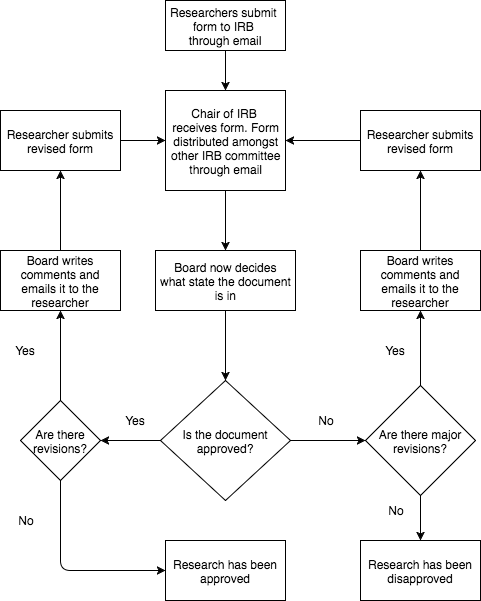 Researchers submit
form to IRB
through email
Chair of IRB
receives form. Form
distributed amongst
other IRB committee
through email
Researcher submits
revised form
Researcher submits
revised form
Board writes
comments and
emails it to the
researcher
Board now decides
what state the document
is in
Board writes
comments and
emails it to the
researcher
Yes
Yes
Are there
revisions?
Yes
Is the document
approved?
No
Are there major
revisions?
No
No
Research has been
approved
Research has been
disapproved